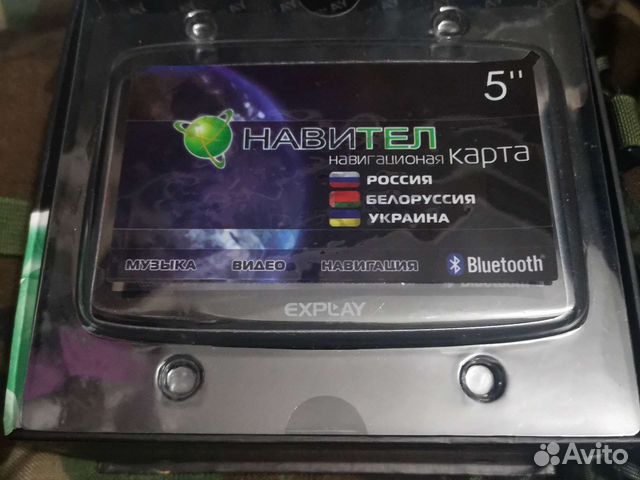 5''
НАВИТЕЛ
навигационая карта
РОССИЯ
БЕЛОРУССИЯ
УКРАИНА
МУЗЫКА ВИДЕО НАВИГАЦИЯ Bluetooth®
EXPLAY
Avito